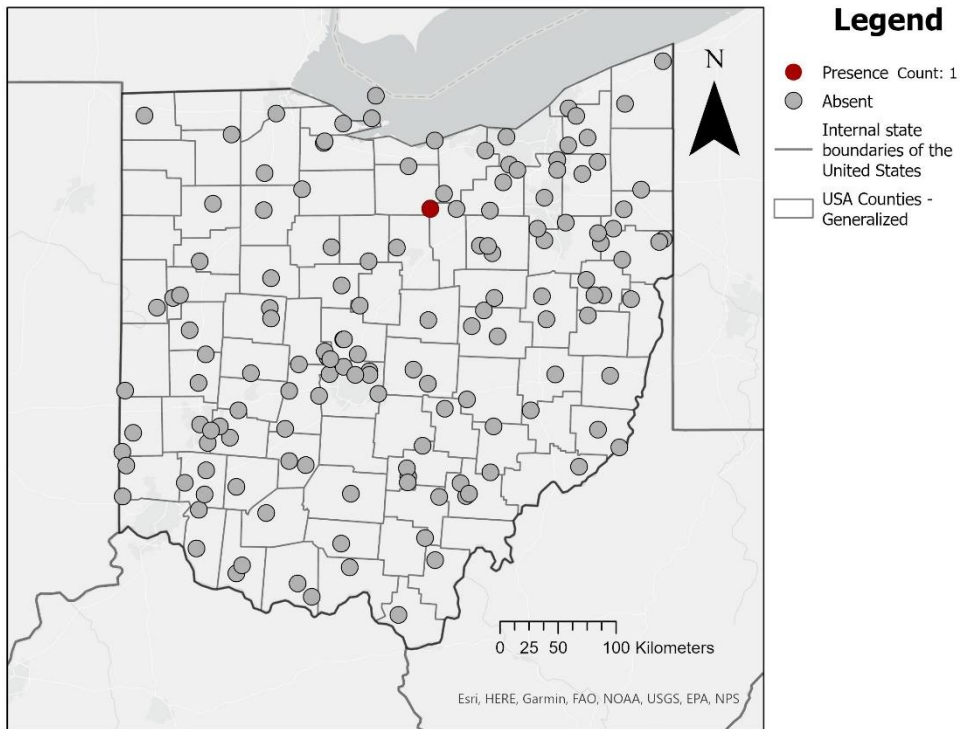 Legend
N
Presence Count: 1
Absent
Internal state
boundaries of the
United States
USA Counties -
Generalized
0 25 50 100 Kilometers
Esri, HERE, Garmin, FAO, NOAA, USGS, EPA, NPS